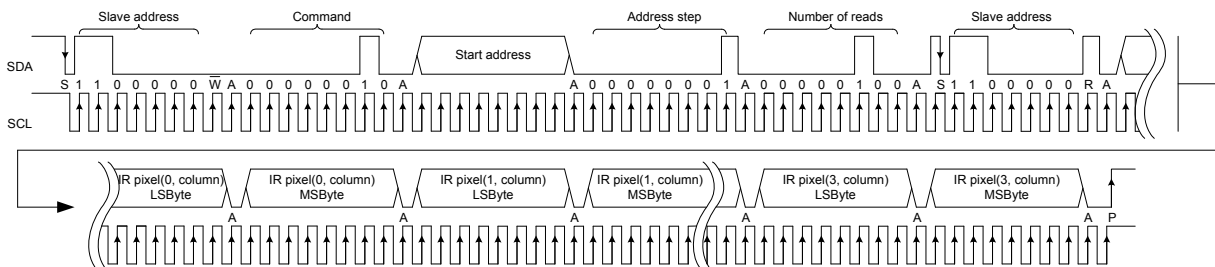 Slave address Command Address step Number of reads Slave address
SDA Start address
S 1 1 0 0 0 0 0 W̅ A 0 0 0 0 0 0 1 0 A A 0 0 0 0 0 0 0 1 A 0 0 0 0 0 1 0 0 A S 1 1 0 0 0 0 0 R A
SCL
IR pixel(0, column) IR pixel(0, column) IR pixel(1, column) IR pixel(1, column) IR pixel(3, column) IR pixel(3, column)
LSByte MSByte LSByte MSByte LSByte MSByte
A A A A A A P